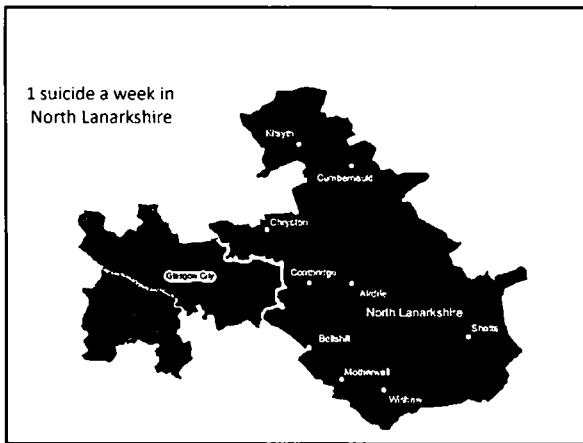 1 suicide a week in
North Lanarkshire
Kilsyth
Cumbernauld
Chryston
Glasgow City
Coatbridge
Airdrie
North Lanarkshire
Shotts
Bellshill
Motherwell
Wishaw